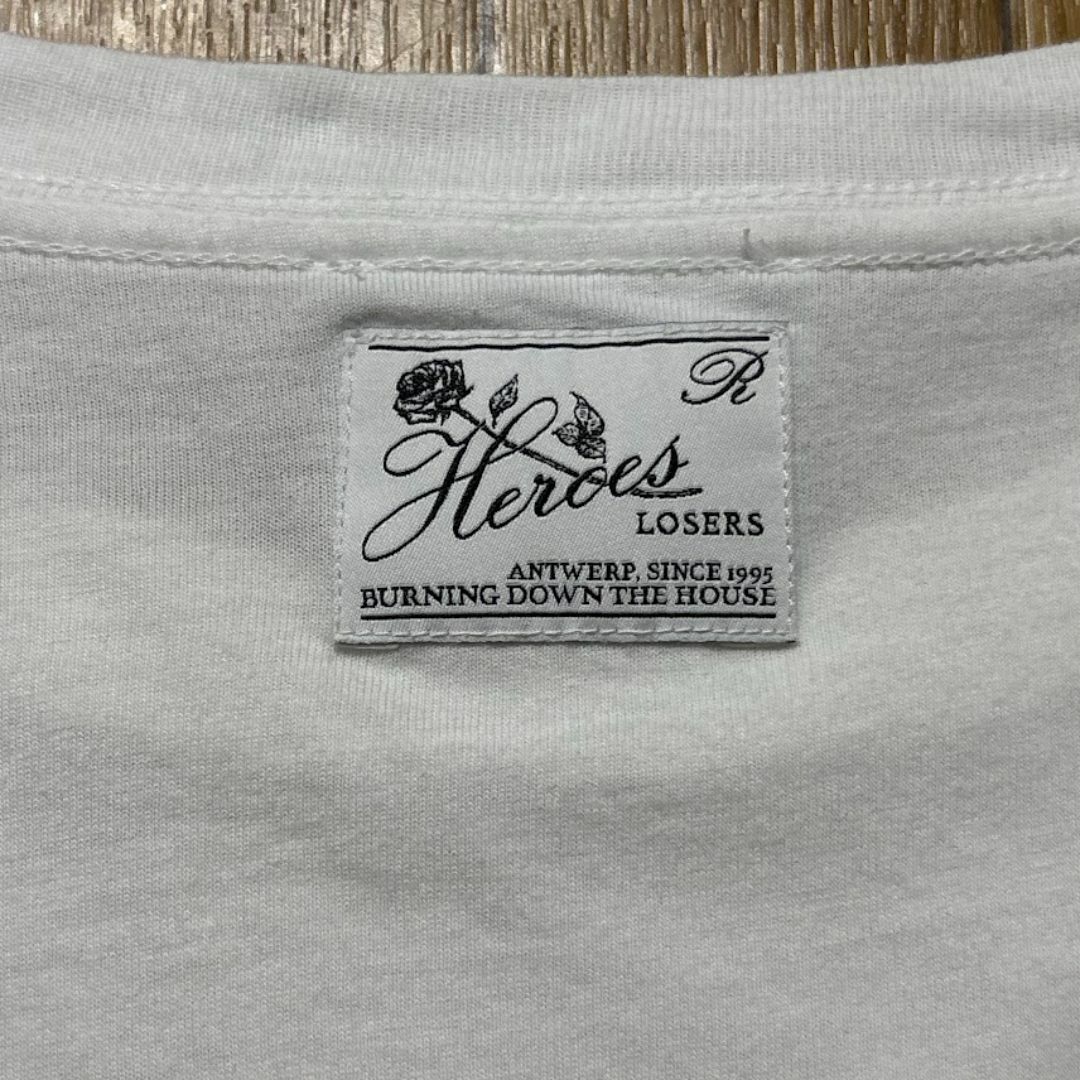 R
Heroes
LOSERS
ANTWERP, SINCE 1995
BURNING DOWN THE HOUSE